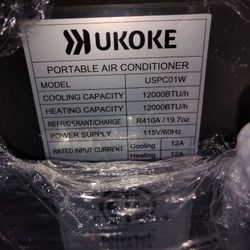 UKOKE
PORTABLE AIR CONDITIONER
MODEL USPC01W
COOLING CAPACITY 12000BTU/h
HEATING CAPACITY 12000BTU/h
REFRIGERANT/CHARGE R410A / 19.7oz
POWER SUPPLY 115V/60Hz
RATED INPUT CURRENT Cooling 12A
Heating 12A